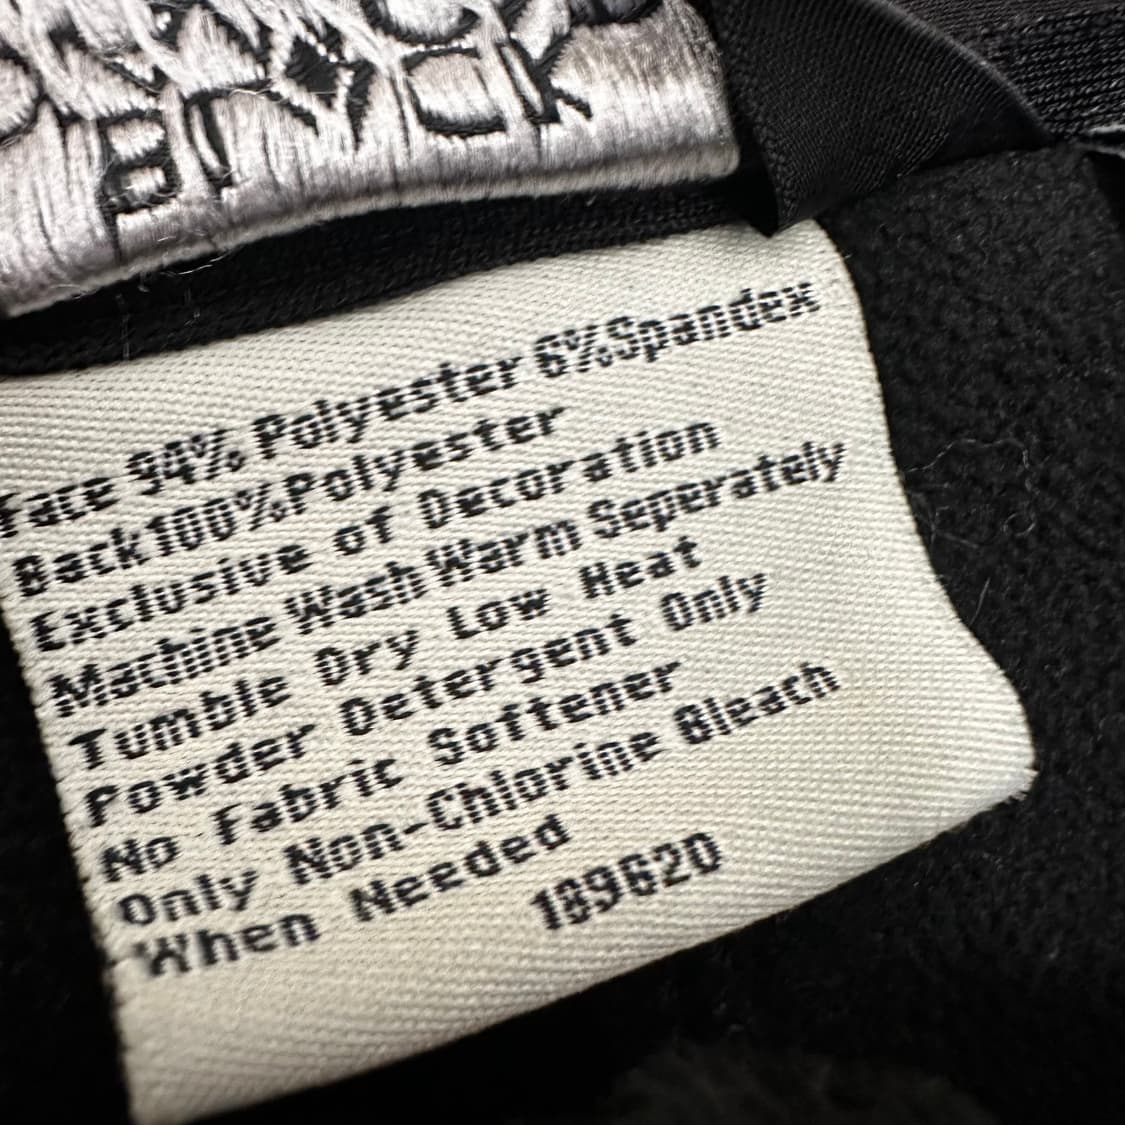 BLACK
Face 94% Polyester 6%Spandex
Back100%Polyester
Exclusive of Decoration
Machine Wash Warm Seperately
Tumble Dry Low Heat
Powder Detergent Only
No Fabric Softener
Only Non-Chlorine Bleach
When Needed
189620